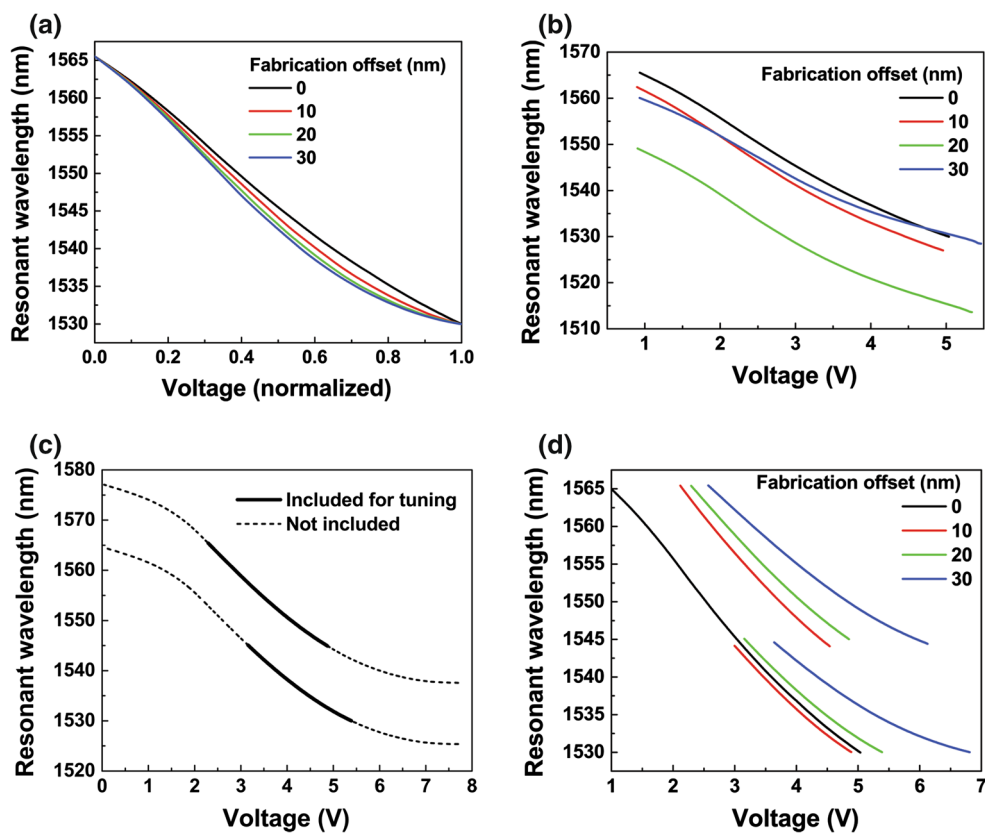 (a)
Resonant wavelength (nm)
1565
1560
1555
1550
1545
1540
1535
1530
Fabrication offset (nm)
0
10
20
30
0.0 0.2 0.4 0.6 0.8 1.0
Voltage (normalized)
(b)
Resonant wavelength (nm)
1570
1560
1550
1540
1530
1520
1510
Fabrication offset (nm)
0
10
20
30
1 2 3 4 5
Voltage (V)
(c)
Resonant wavelength (nm)
1580
1570
1560
1550
1540
1530
1520
Included for tuning
Not included
0 1 2 3 4 5 6 7 8
Voltage (V)
(d)
Resonant wavelength (nm)
1565
1560
1555
1550
1545
1540
1535
1530
Fabrication offset (nm)
0
10
20
30
1 2 3 4 5 6 7
Voltage (V)